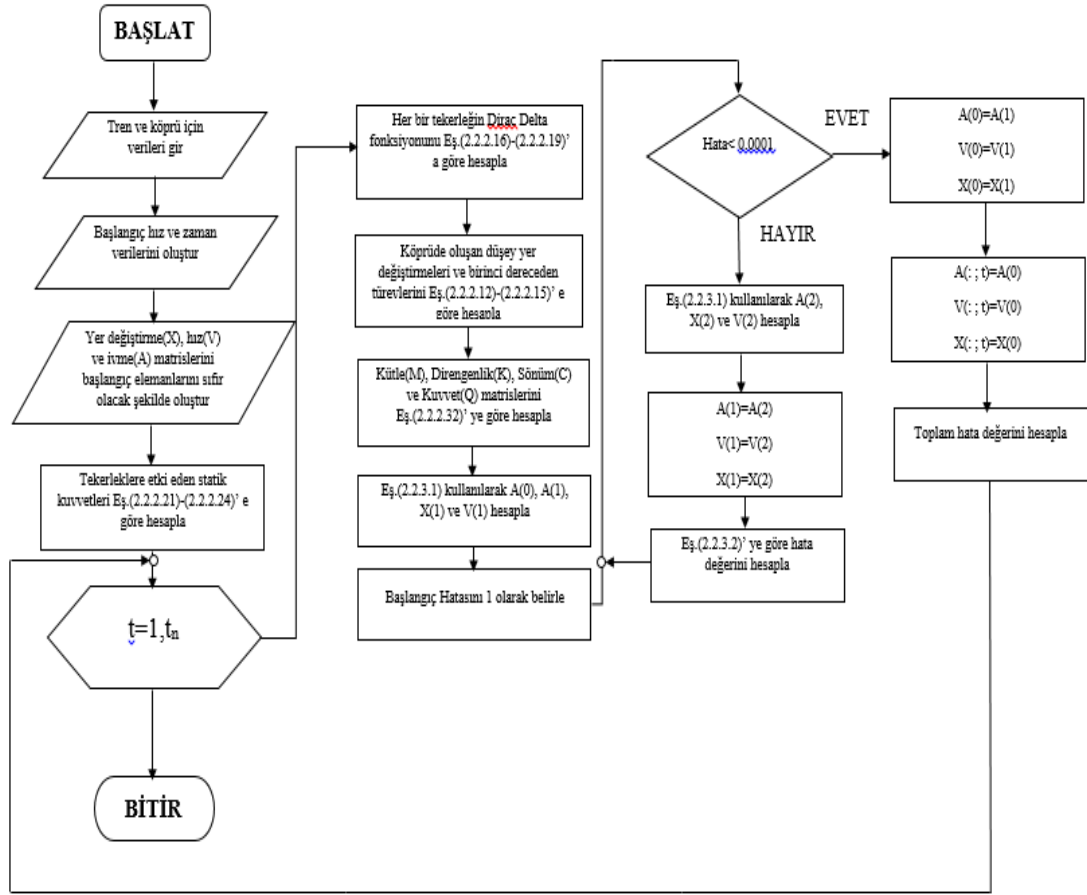 BAŞLAT
Tren ve köprü için
verileri gir
Başlangıç hız ve zaman
verilerini oluştur
Yer değiştirme(X), hız(V)
ve ivme(A) matrislerini
başlangıç elemanlarını sıfır
olacak şekilde oluştur
Tekerleklere etki eden statik
kuvvetleri Eş.(2.2.2.21)-(2.2.2.24)' e
göre hesapla
t=1,tₙ
BİTİR
Her bir tekerleğin Diraç Delta
fonksiyonunu Eş.(2.2.2.16)-(2.2.2.19)'
a göre hesapla
Köprüde oluşan düşey yer
değiştirmeleri ve birinci dereceden
türevlerini Eş.(2.2.2.12)-(2.2.2.15)' e
göre hesapla
Kütle(M), Direngenlik(K), Sönüm(C)
ve Kuvvet(Q) matrislerini
Eş.(2.2.2.32)' ye göre hesapla
Eş.(2.2.3.1) kullanılarak A(0), A(1),
X(1) ve V(1) hesapla
Başlangıç Hatasını 1 olarak belirle
Hata< 0.0001
EVET
HAYIR
Eş.(2.2.3.1) kullanılarak A(2),
X(2) ve V(2) hesapla
A(1)=A(2)
V(1)=V(2)
X(1)=X(2)
Eş.(2.2.3.2)' ye göre hata
değerini hesapla
A(0)=A(1)
V(0)=V(1)
X(0)=X(1)
A(: ; t)=A(0)
V(: ; t)=V(0)
X(: ; t)=X(0)
Toplam hata değerini hesapla